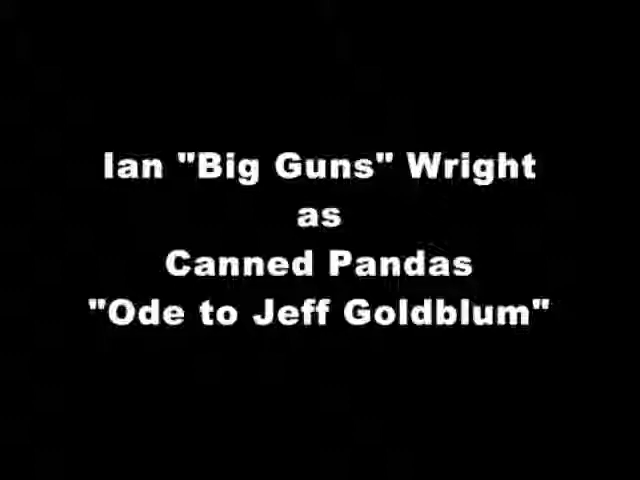 Ian "Big Guns" Wright
as
Canned Pandas
"Ode to Jeff Goldblum"